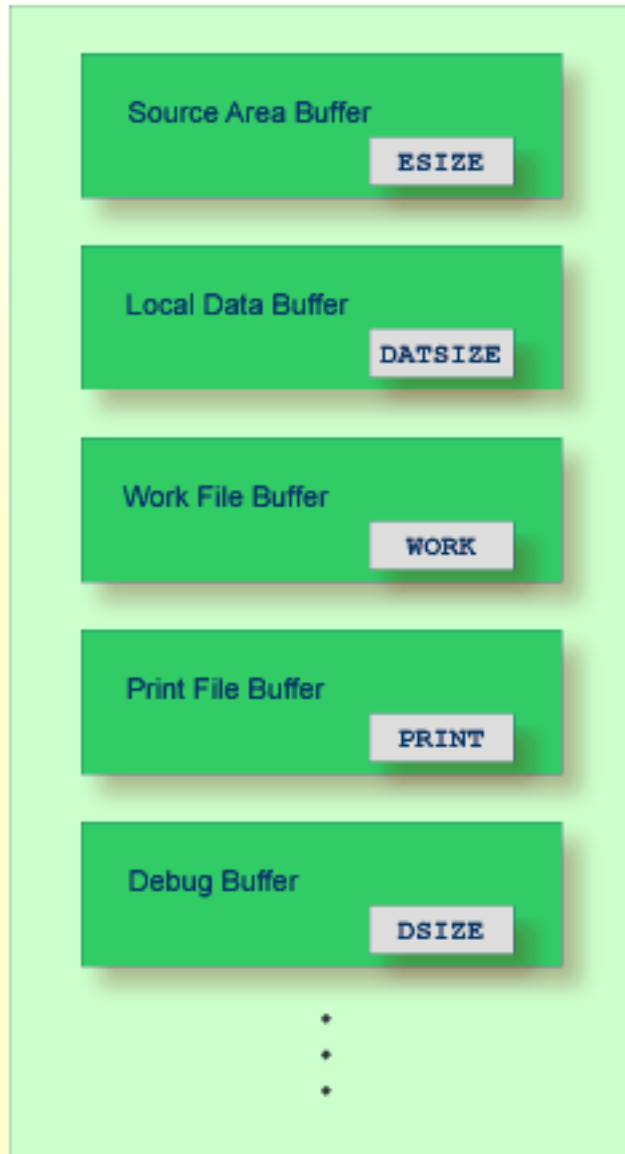 Source Area Buffer
ESIZE
Local Data Buffer
DATSIZE
Work File Buffer
WORK
Print File Buffer
PRINT
Debug Buffer
DSIZE